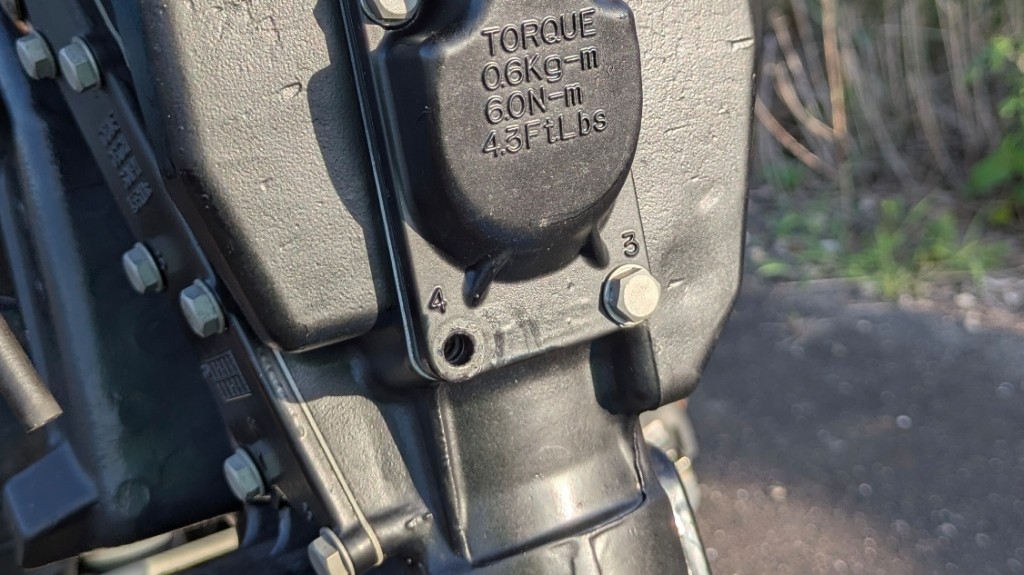 TORQUE
0.6Kg-m
6.0N-m
4.3FtLbs
3
4